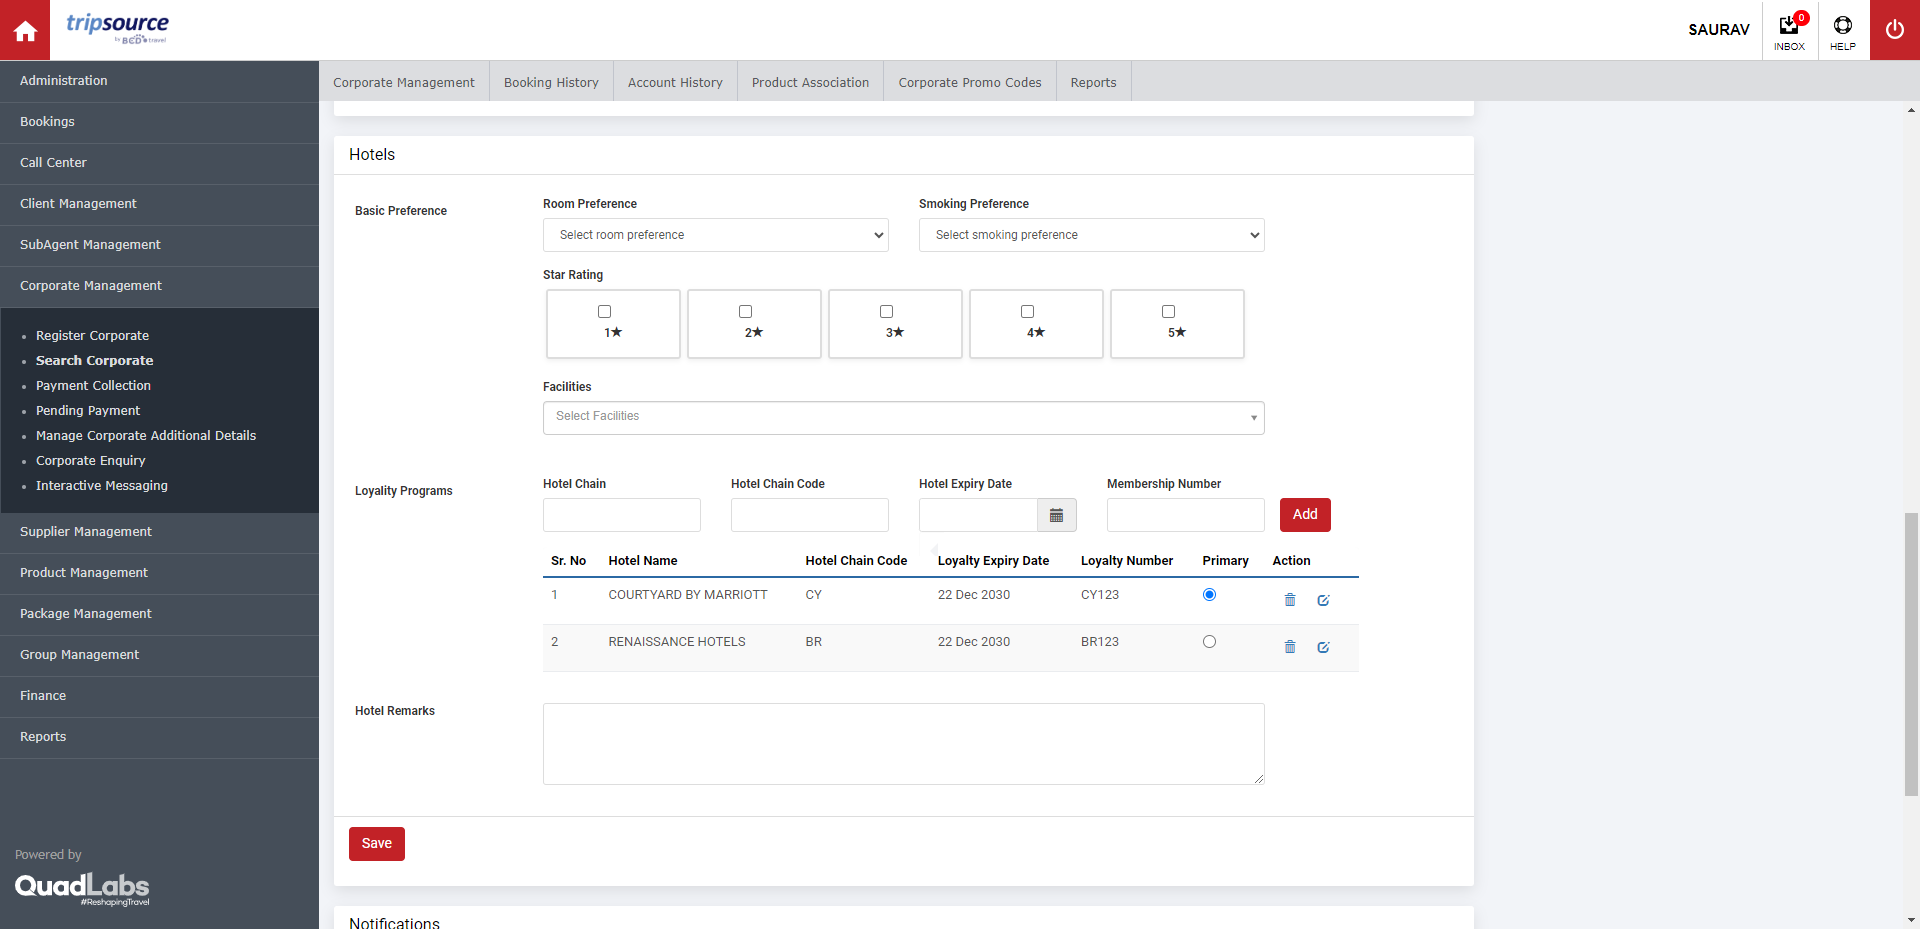 tripsource
by BCD travel
SAURAV
0
INBOX
HELP
Administration
Bookings
Call Center
Client Management
SubAgent Management
Corporate Management
Register Corporate
Search Corporate
Payment Collection
Pending Payment
Manage Corporate Additional Details
Corporate Enquiry
Interactive Messaging
Supplier Management
Product Management
Package Management
Group Management
Finance
Reports
Powered by
QuadLabs
#ReshapingTravel
Corporate Management Booking History Account History Product Association Corporate Promo Codes Reports
Hotels
Basic Preference
Room Preference Smoking Preference
Select room preference Select smoking preference
Star Rating
1★ 2★ 3★ 4★ 5★
Facilities
Select Facilities
Loyality Programs
Hotel Chain Hotel Chain Code Hotel Expiry Date Membership Number
Add
Sr. No Hotel Name Hotel Chain Code Loyalty Expiry Date Loyalty Number Primary Action
1 COURTYARD BY MARRIOTT CY 22 Dec 2030 CY123
2 RENAISSANCE HOTELS BR 22 Dec 2030 BR123
Hotel Remarks
Save
Notifications